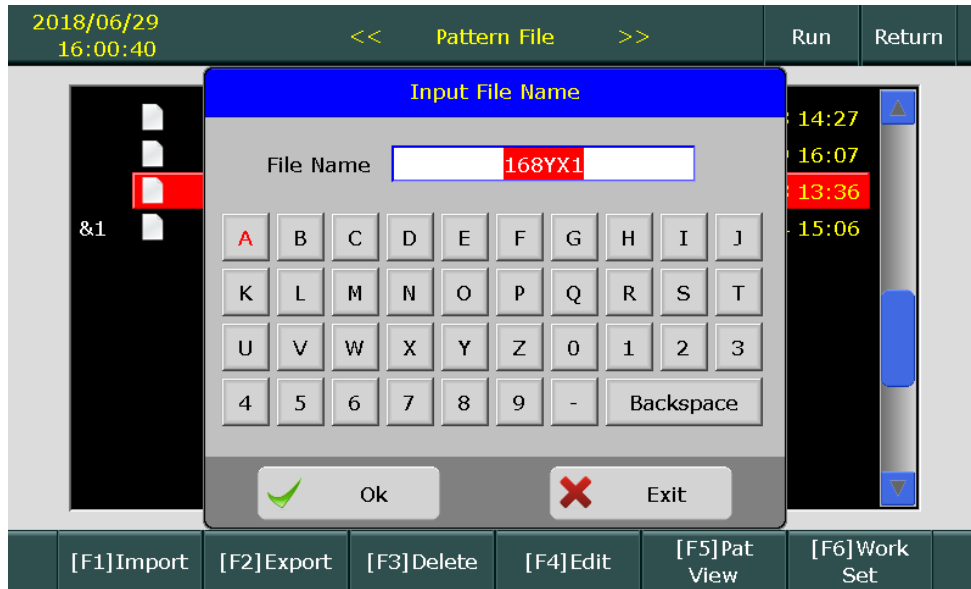 2018/06/29
16:00:40
<< Pattern File >>
Run
Return
Input File Name
14:27
16:07
13:36
&1
15:06
File Name
168YX1
A B C D E F G H I J
K L M N O P Q R S T
U V W X Y Z 0 1 2 3
4 5 6 7 8 9 - Backspace
Ok
Exit
[F1]Import
[F2]Export
[F3]Delete
[F4]Edit
[F5]Pat
View
[F6]Work
Set